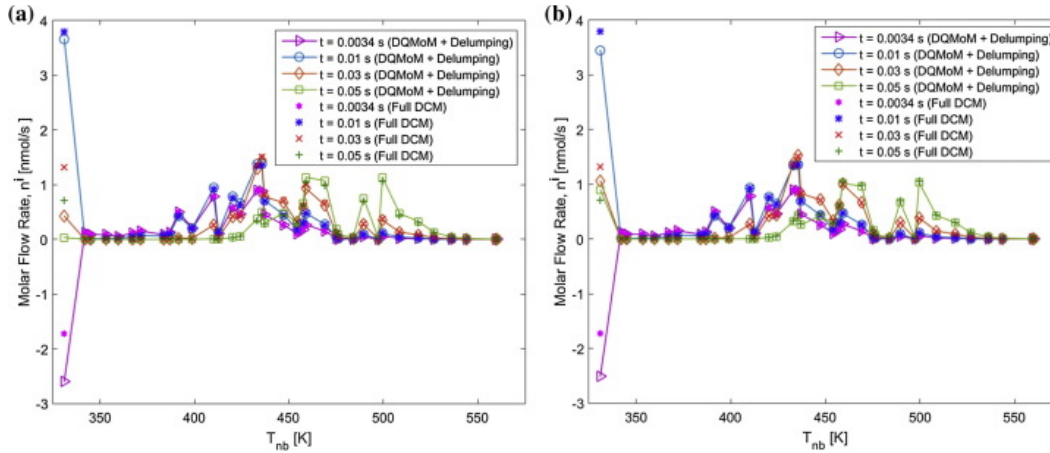 (a)
Molar Flow Rate, nⁱ [nmol/s]
4
3
2
1
0
-1
-2
-3
t = 0.0034 s (DQMoM + Delumping)
t = 0.01 s (DQMoM + Delumping)
t = 0.03 s (DQMoM + Delumping)
t = 0.05 s (DQMoM + Delumping)
t = 0.0034 s (Full DCM)
t = 0.01 s (Full DCM)
t = 0.03 s (Full DCM)
t = 0.05 s (Full DCM)
350 400 450 500 550
Tnb [K]
(b)
Molar Flow Rate, nⁱ [nmol/s]
4
3
2
1
0
-1
-2
-3
t = 0.0034 s (DQMoM + Delumping)
t = 0.01 s (DQMoM + Delumping)
t = 0.03 s (DQMoM + Delumping)
t = 0.05 s (DQMoM + Delumping)
t = 0.0034 s (Full DCM)
t = 0.01 s (Full DCM)
t = 0.03 s (Full DCM)
t = 0.05 s (Full DCM)
350 400 450 500 550
Tnb [K]